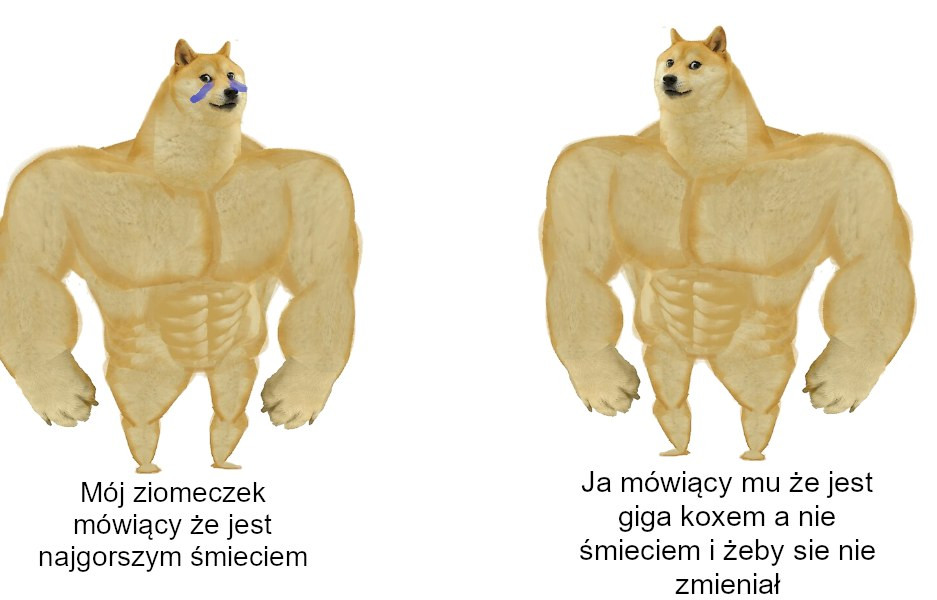 Mój ziomeczek
mówiący że jest
najgorszym śmieciem
Ja mówiący mu że jest
giga koxem a nie
śmieciem i żeby sie nie
zmieniał